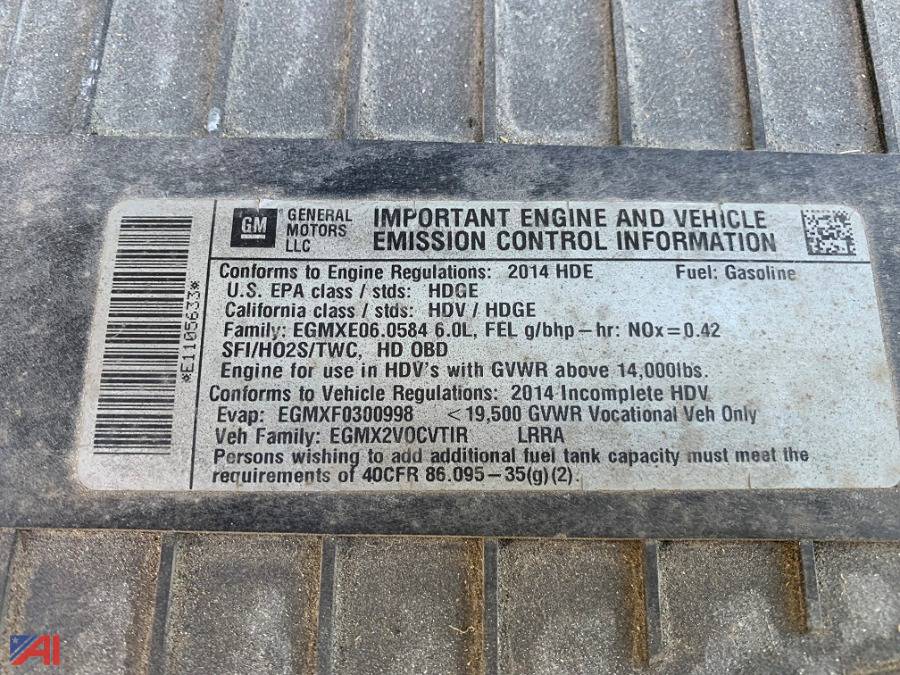 GM
GENERAL
MOTORS
LLC
IMPORTANT ENGINE AND VEHICLE
EMISSION CONTROL INFORMATION
*E1105633*
Conforms to Engine Regulations: 2014 HDE Fuel: Gasoline
U.S. EPA class / stds: HDGE
California class / stds: HDV / HDGE
Family: EGMXE06.0584 6.0L, FEL g/bhp-hr: NOx=0.42
SFI/HO2S/TWC, HD OBD
Engine for use in HDV's with GVWR above 14,000lbs.
Conforms to Vehicle Regulations: 2014 Incomplete HDV
Evap: EGMXF0300998 <19,500 GVWR Vocational Veh Only
Veh Family: EGMX2VOCVTIR LRRA
Persons wishing to add additional fuel tank capacity must meet the
requirements of 40CFR 86.095-35(g)(2).
AI